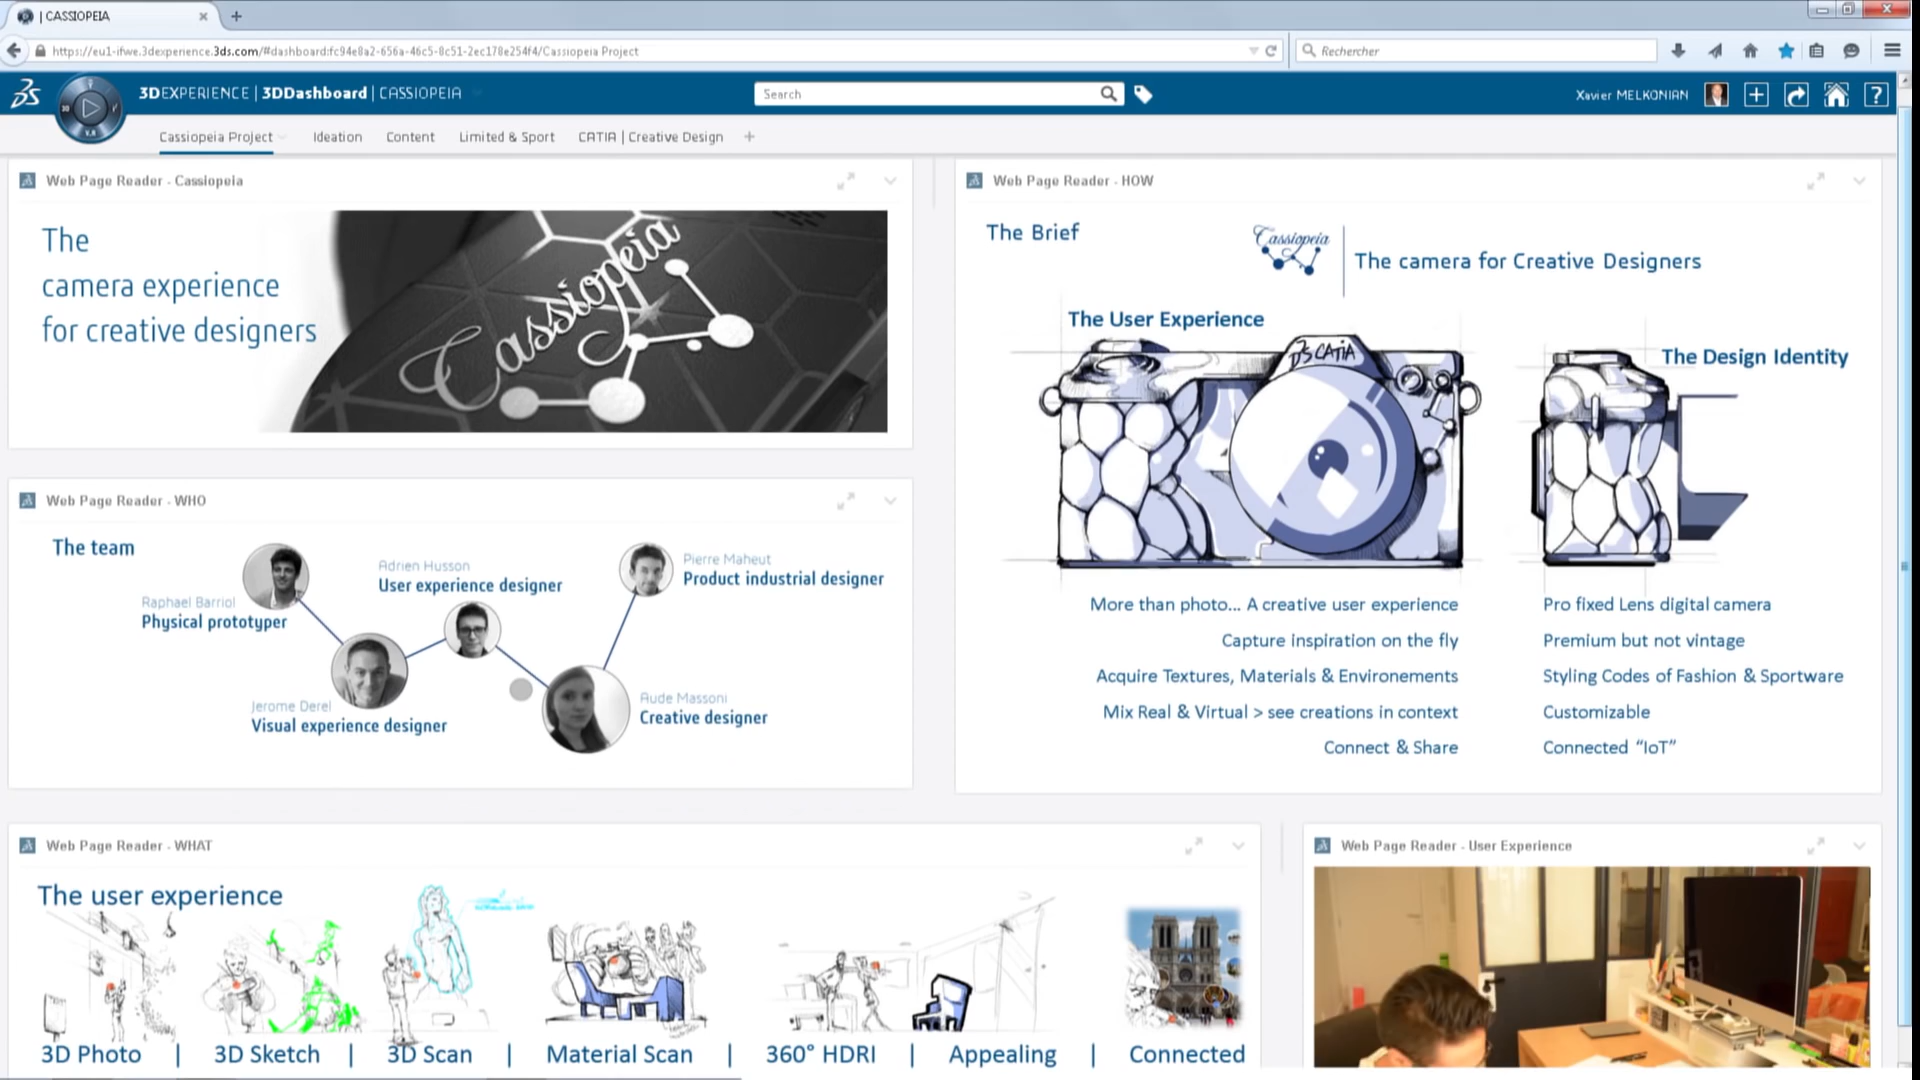 | CASSIOPEIA
https://eu1-ifwe.3dexperience.3ds.com/#dashboard:fc94e8a2-656a-46c5-8c51-2ec178e254f4/Cassiopeia Project
Rechercher
3DEXPERIENCE | 3DDashboard | CASSIOPEIA
Search
Xavier MELKONIAN
3D
V.R
Cassiopeia Project
Ideation
Content
Limited & Sport
CATIA | Creative Design
Web Page Reader - Cassiopeia
The
camera experience
for creative designers
Cassiopeia
Web Page Reader - WHO
The team
Raphael Barriol
Physical prototyper
Adrien Husson
User experience designer
Pierre Maheut
Product industrial designer
Jerome Derel
Visual experience designer
Aude Massoni
Creative designer
Web Page Reader - HOW
The Brief
Cassiopeia
The camera for Creative Designers
The User Experience
The Design Identity
3S CATIA
More than photo... A creative user experience
Capture inspiration on the fly
Acquire Textures, Materials & Environements
Mix Real & Virtual > see creations in context
Connect & Share
Pro fixed Lens digital camera
Premium but not vintage
Styling Codes of Fashion & Sportware
Customizable
Connected “IoT”
Web Page Reader - WHAT
The user experience
3D Photo | 3D Sketch | 3D Scan | Material Scan | 360° HDRI | Appealing | Connected
Web Page Reader - User Experience